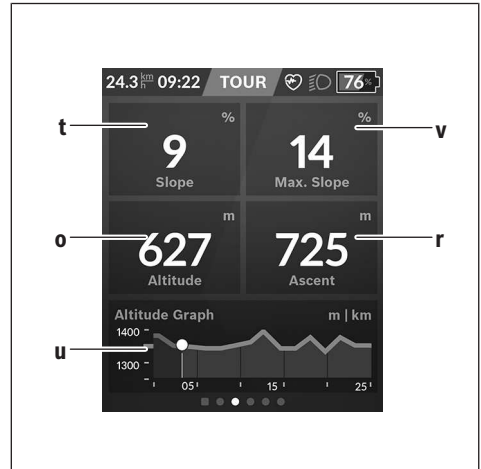 24.3 km/h 09:22 TOUR 76%
t
% %
v
9 14
Slope Max. Slope
m m
o
r
627 725
Altitude Ascent
Altitude Graph m | km
1400
u
1300
05 15 25